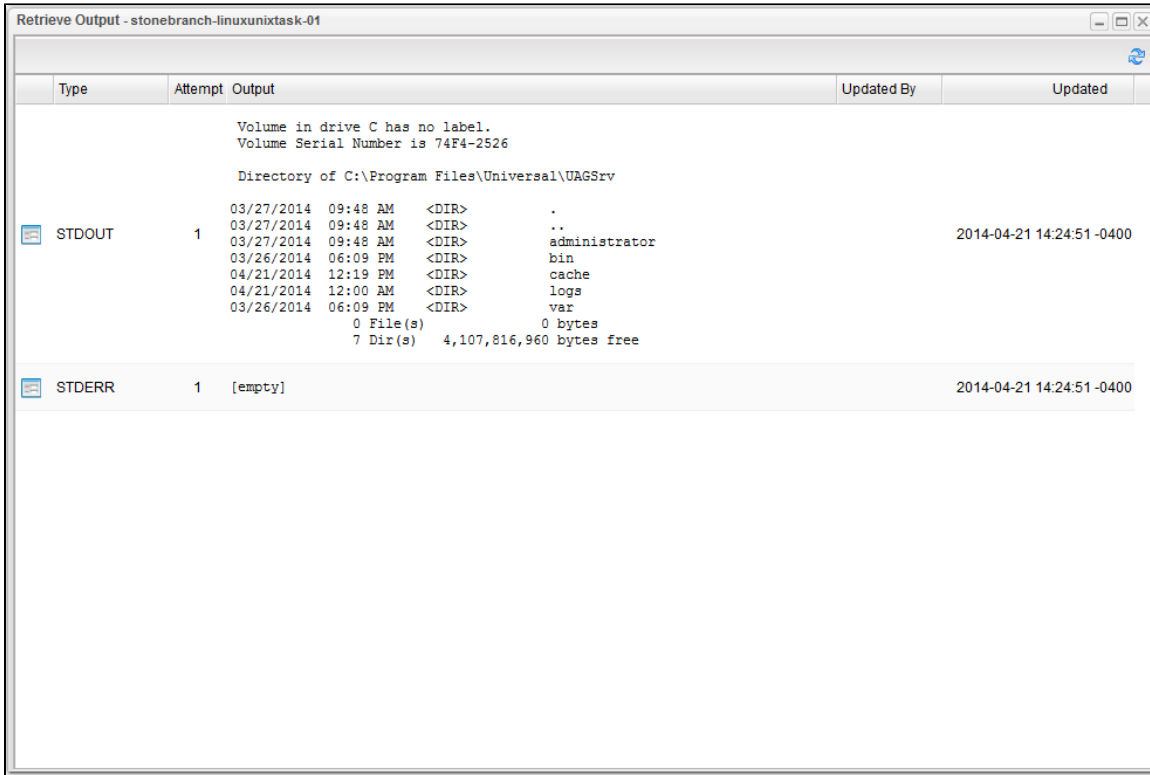 Retrieve Output - stonebranch-linuxunixtask-01
Type Attempt Output Updated By Updated
Volume in drive C has no label.
Volume Serial Number is 74F4-2526
Directory of C:\Program Files\Universal\UAGSrv
03/27/2014 09:48 AM <DIR> .
03/27/2014 09:48 AM <DIR> ..
03/27/2014 09:48 AM <DIR> administrator
03/26/2014 06:09 PM <DIR> bin
04/21/2014 12:19 PM <DIR> cache
04/21/2014 12:00 AM <DIR> logs
03/26/2014 06:09 PM <DIR> var
0 File(s) 0 bytes
7 Dir(s) 4,107,816,960 bytes free
STDOUT 1 2014-04-21 14:24:51 -0400
STDERR 1 [empty] 2014-04-21 14:24:51 -0400